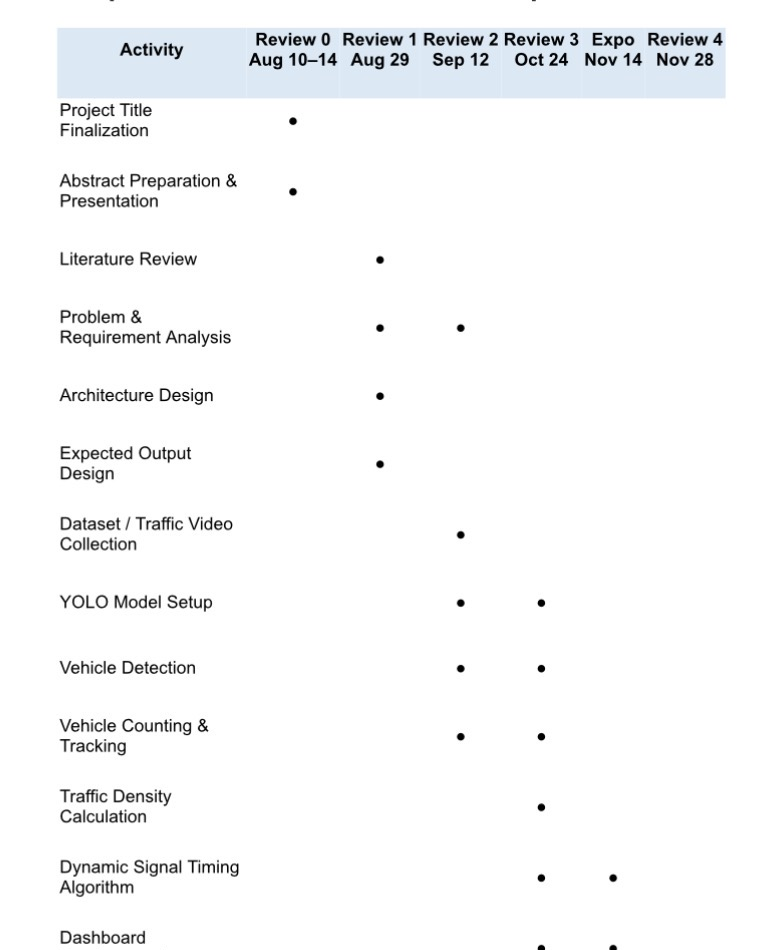 Activity Review 0 Review 1 Review 2 Review 3 Expo Review 4
Aug 10–14 Aug 29 Sep 12 Oct 24 Nov 14 Nov 28
Project Title
Finalization •
Abstract Preparation &
Presentation •
Literature Review •
Problem &
Requirement Analysis • •
Architecture Design •
Expected Output
Design •
Dataset / Traffic Video
Collection •
YOLO Model Setup • •
Vehicle Detection • •
Vehicle Counting &
Tracking • •
Traffic Density
Calculation •
Dynamic Signal Timing
Algorithm • •
Dashboard • •